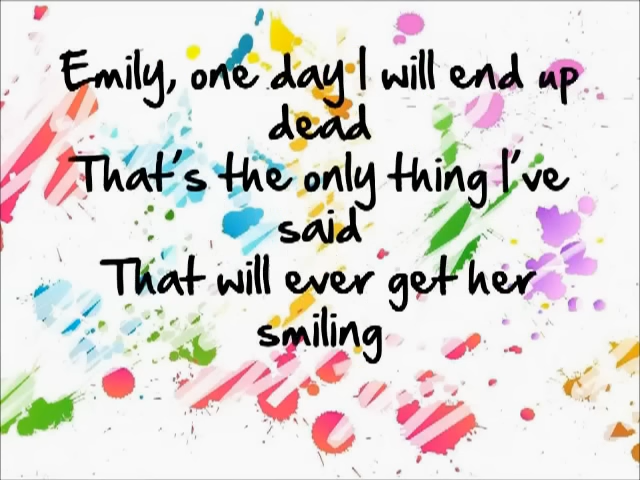 Emily, one day I will end up
dead
That's the only thing I've
said
That will ever get her
smiling